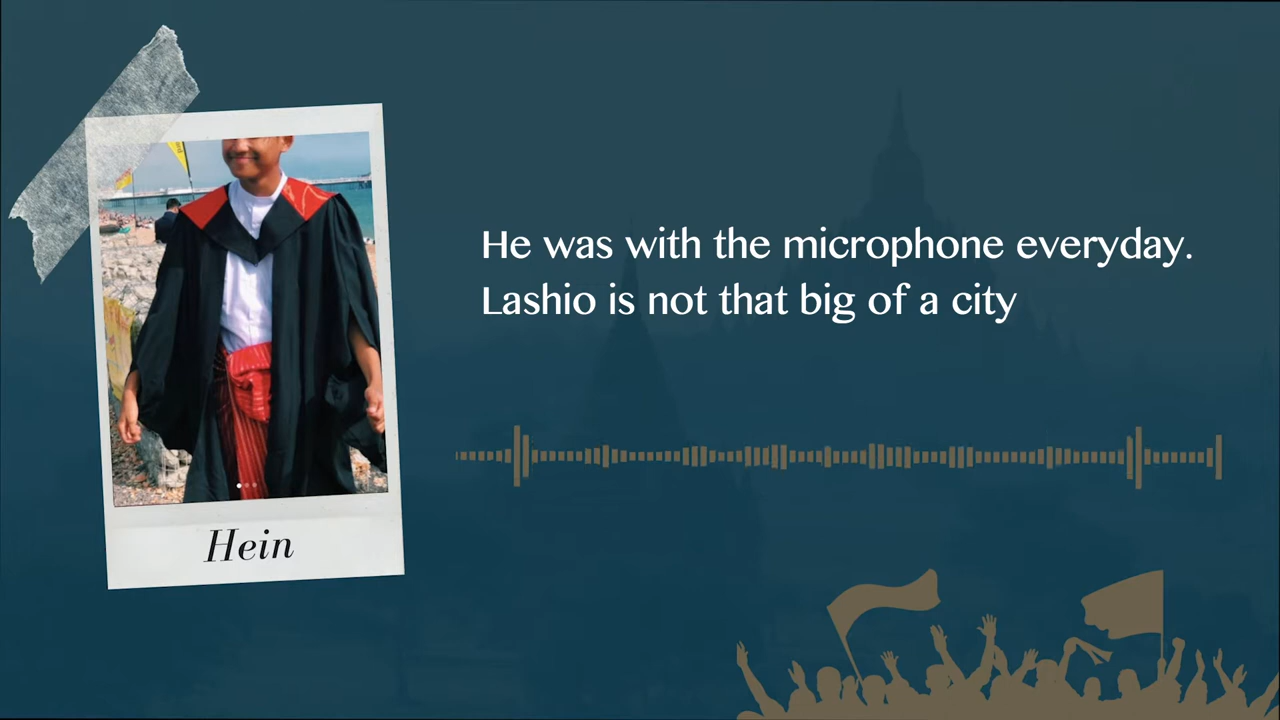 He was with the microphone everyday.
Lashio is not that big of a city
Hein